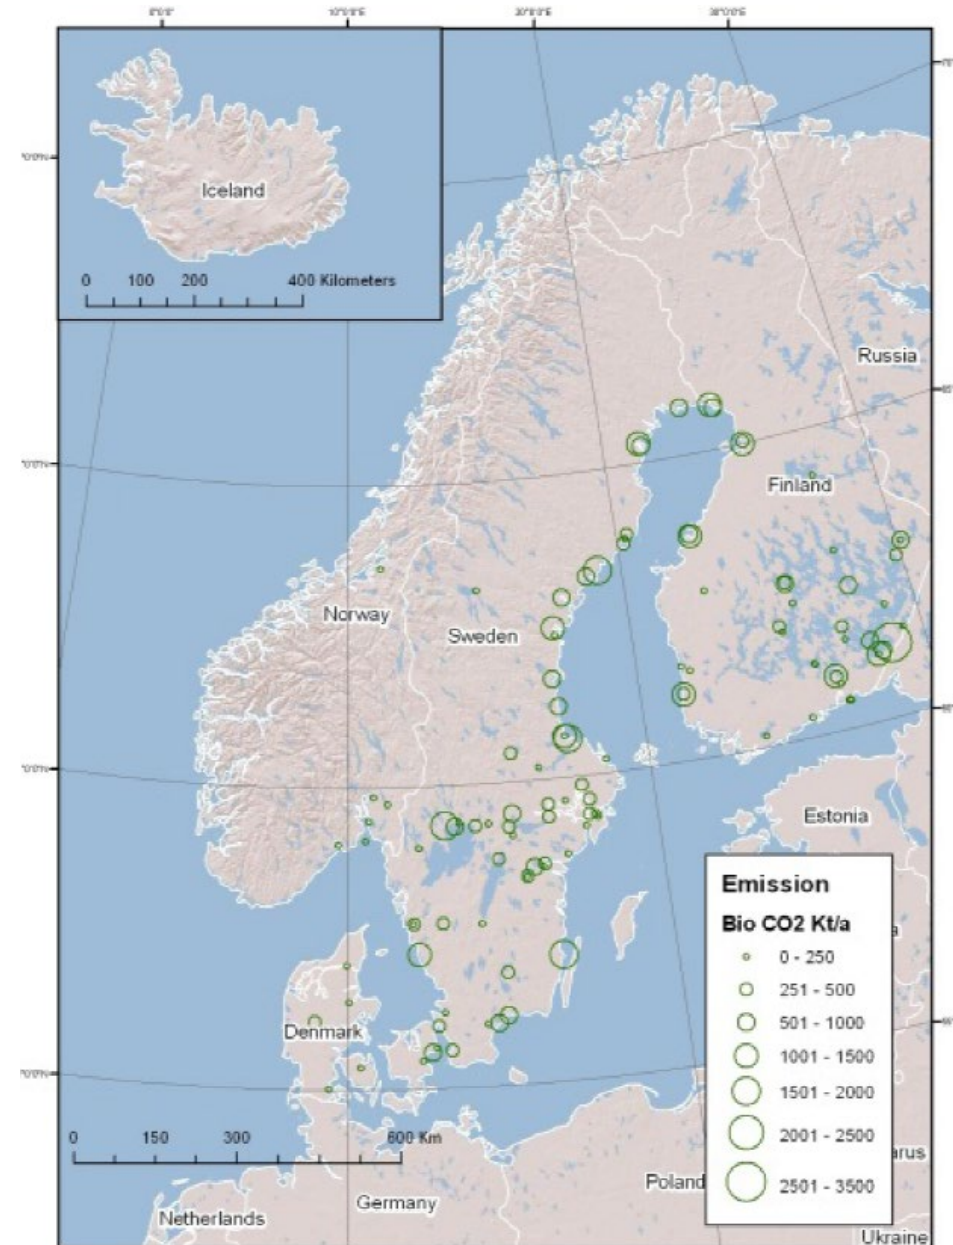 Iceland
0 100 200 400 Kilometers
Russia
Finland
Norway
Sweden
Estonia
Emission
Bio CO2 Kt/a
0 - 250
251 - 500
501 - 1000
1001 - 1500
1501 - 2000
2001 - 2500
2501 - 3500
Denmark
0 150 300 600 Km
arus
Poland
Germany
Netherlands
Ukraine